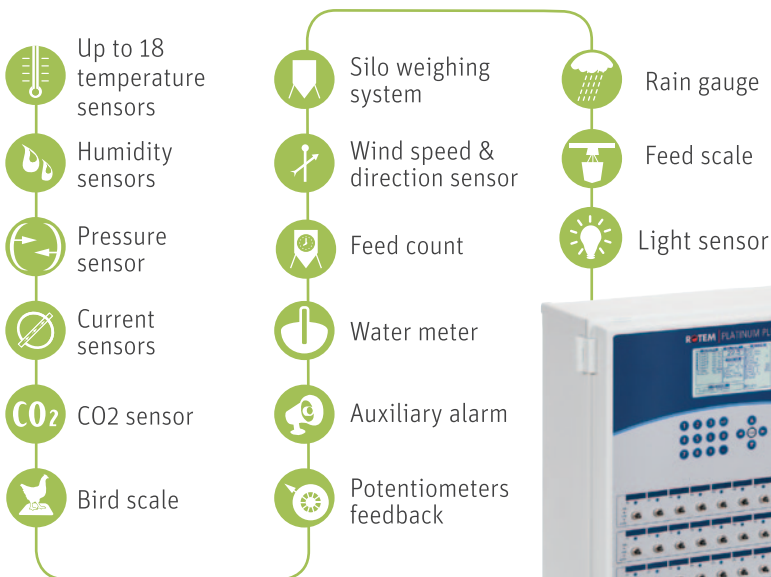 Up to 18
temperature
sensors
Humidity
sensors
Pressure
sensor
Current
sensors
CO2
CO2 sensor
Bird scale
Silo weighing
system
Wind speed &
direction sensor
Feed count
Water meter
Auxiliary alarm
Potentiometers
feedback
Rain gauge
Feed scale
Light sensor
ROTEM PLATINUM